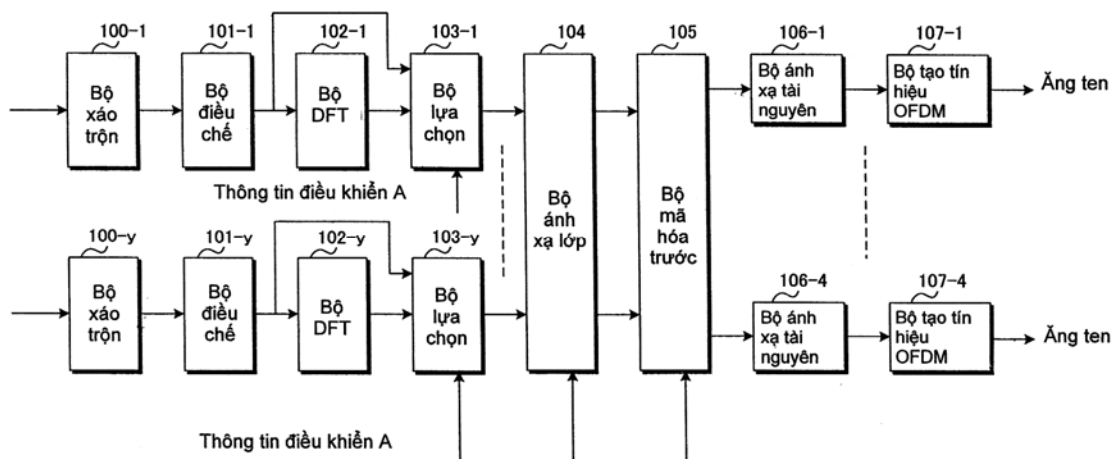 100-1
101-1
102-1
103-1
104
105
106-1
107-1
Bộ
xáo
trộn
Bộ
điều
chế
Bộ
DFT
Bộ
lựa
chọn
Bộ
ánh
xạ lớp
Bộ
mã
hóa
trước
Bộ ánh
xạ tài
nguyên
Bộ tạo tín
hiệu
OFDM
Ăng ten
Thông tin điều khiển A
100-y
101-y
102-y
103-y
106-4
107-4
Bộ
xáo
trộn
Bộ
điều
chế
Bộ
DFT
Bộ
lựa
chọn
Bộ ánh
xạ tài
nguyên
Bộ tạo tín
hiệu
OFDM
Ăng ten
Thông tin điều khiển A